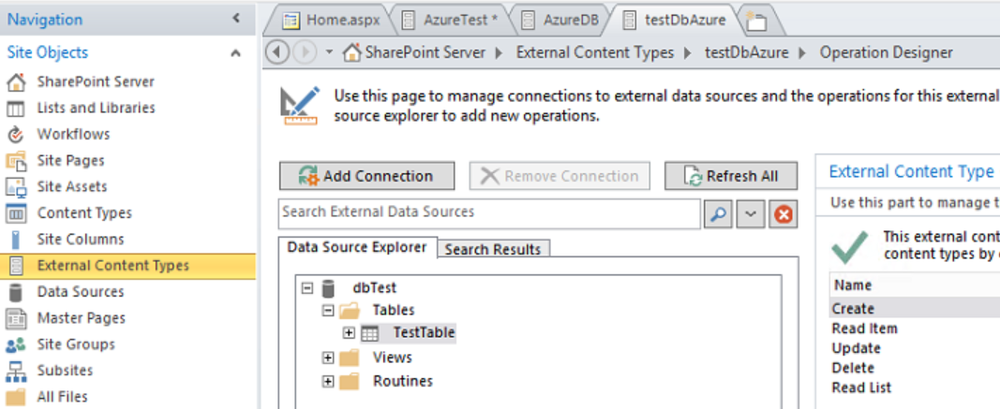 Navigation
Site Objects
SharePoint Server
Lists and Libraries
Workflows
Site Pages
Site Assets
Content Types
Site Columns
External Content Types
Data Sources
Master Pages
Site Groups
Subsites
All Files
Home.aspx AzureTest * AzureDB testDbAzure
SharePoint Server External Content Types testDbAzure Operation Designer
Use this page to manage connections to external data sources and the operations for this external
source explorer to add new operations.
Add Connection Remove Connection Refresh All
Search External Data Sources
Data Source Explorer Search Results
dbTest
Tables
TestTable
Views
Routines
External Content Type
Use this part to manage t
This external cont
content types by
Name
Create
Read Item
Update
Delete
Read List